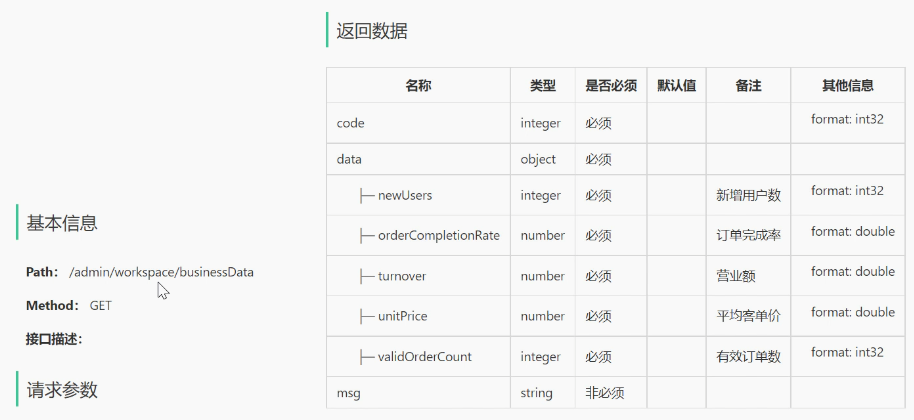 基本信息
Path： /admin/workspace/businessData
Method： GET
接口描述：
请求参数
返回数据
名称 类型 是否必须 默认值 备注 其他信息
code integer 必须 format: int32
data object 必须
├─ newUsers integer 必须 新增用户数 format: int32
├─ orderCompletionRate number 必须 订单完成率 format: double
├─ turnover number 必须 营业额 format: double
├─ unitPrice number 必须 平均客单价 format: double
├─ validOrderCount integer 必须 有效订单数 format: int32
msg string 非必须